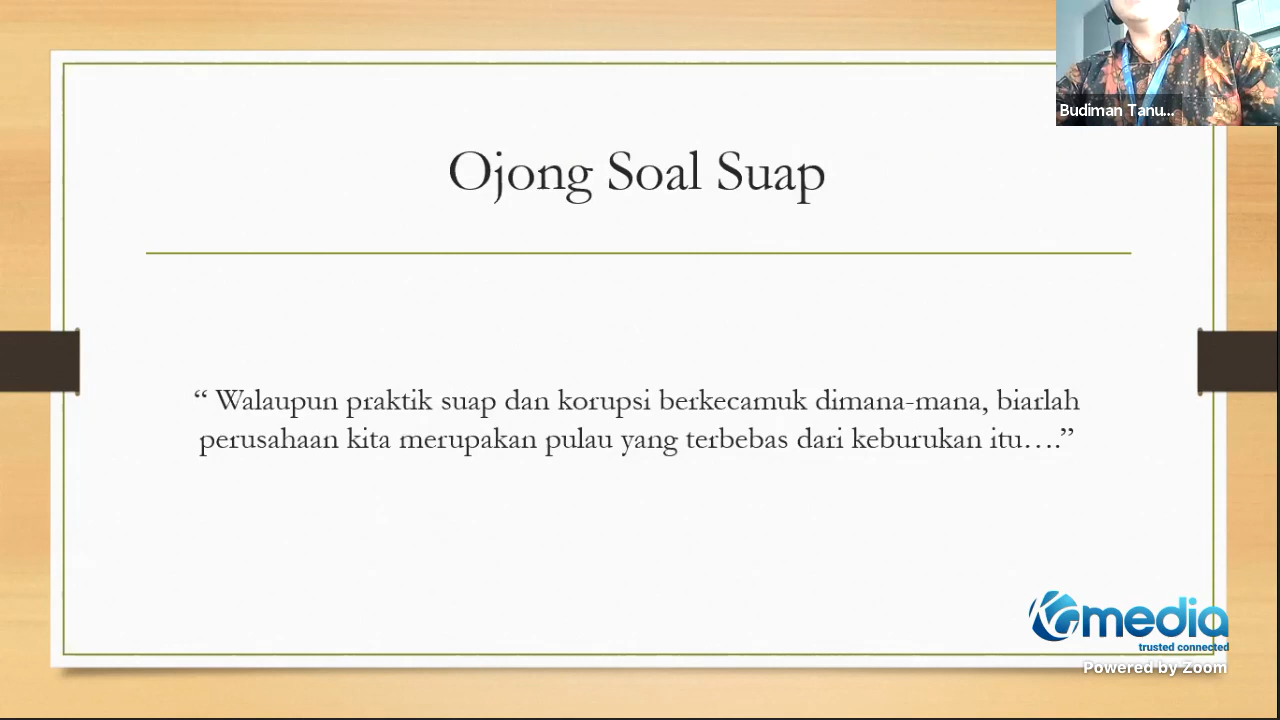 Budiman Tanu...
Ojong Soal Suap
“ Walaupun praktik suap dan korupsi berkecamuk dimana-mana, biarlah
perusahaan kita merupakan pulau yang terbebas dari keburukan itu….”
KGmedia
trusted connected
Powered by Zoom